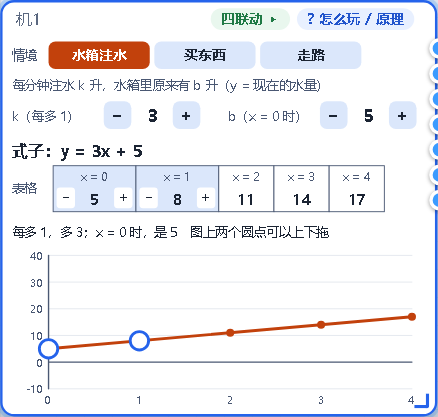 机1 四联动 ▸ ? 怎么玩 / 原理
情境 水箱注水 买东西 走路
每分钟注水 k 升，水箱里原来有 b 升（y = 现在的水量）
k（每多 1） − 3 + b（x = 0 时） − 5 +
式子：y = 3x + 5
x = 0 x = 1 x = 2 x = 3 x = 4
表格 − 5 + − 8 + 11 14 17
每多 1，多 3；x = 0 时，是 5 图上两个圆点可以上下拖
40
30
20
10
0
-10
0 1 2 3 4